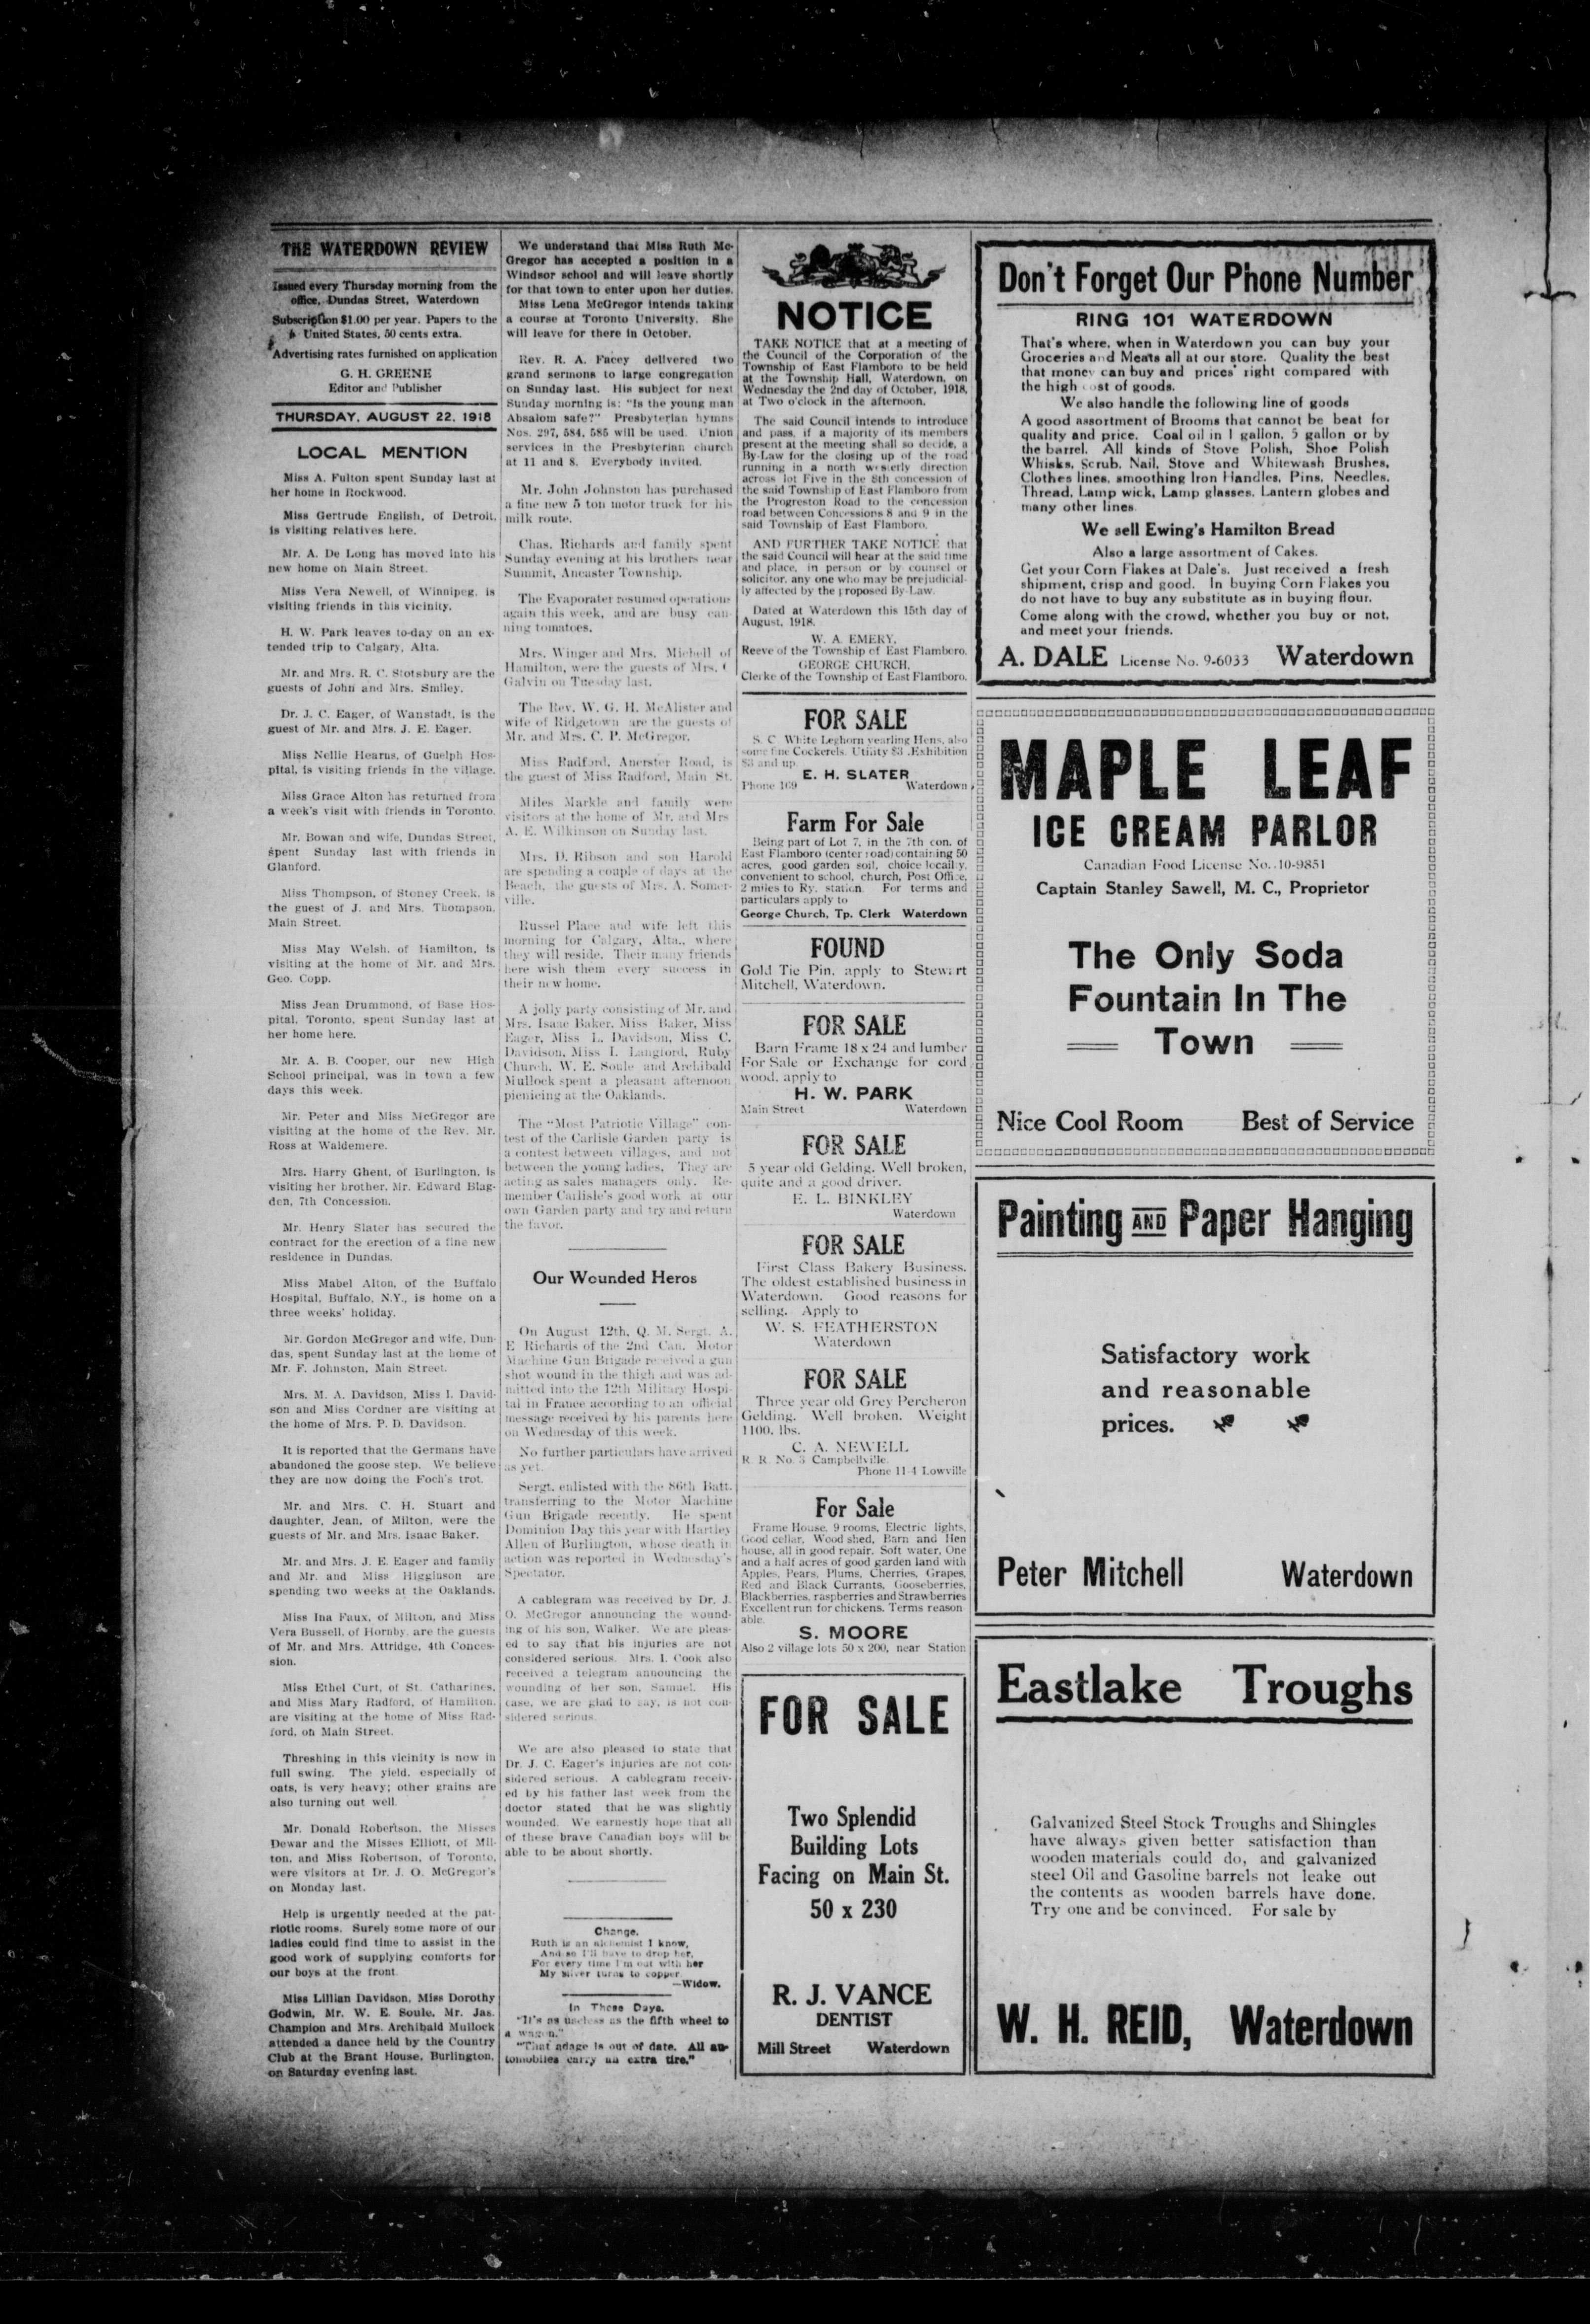 THE WATERDOWN REVIEW
Issued every Thursday morning from the
office, Dundas Street, Waterdown
Subscription $1.00 per year. Papers to the
United States, 50 cents extra.
Advertising rates furnished on application
G. H. GREENE
Editor and Publisher
THURSDAY, AUGUST 22, 1918
LOCAL MENTION
Miss A. Fulton spent Sunday last at
her home in Rockwood.
Miss Gertrude English, of Detroit,
is visiting relatives here.
Mr. A. De Long has moved into his
new home on Main Street.
Miss Vera Newell, of Winnipeg, is
visiting friends in this vicinity.
H. W. Park leaves to-day on an ex-
tended trip to Calgary, Alta.
Mr. and Mrs. R. C. Stotsbury are the
guests of John and Mrs. Smiley.
Dr. J. C. Eager, of Wanstadt, is the
guest of Mr. and Mrs. J. E. Eager.
Miss Nellie Hearns, of Guelph Hos-
pital, is visiting friends in the village.
Miss Grace Alton has returned from
a week's visit with friends in Toronto.
Mr. Bowan and wife, Dundas Street,
spent Sunday last with friends in
Glanford.
Miss Thompson, of Stoney Creek, is
the guest of J. and Mrs. Thompson,
Main Street.
Miss May Welsh, of Hamilton, is
visiting at the home of Mr. and Mrs.
Geo. Copp.
Miss Jean Drummond, of Base Hos-
pital, Toronto, spent Sunday last at
her home here.
Mr. A. B. Cooper, our new High
School principal, was in town a few
days this week.
Mr. Peter and Miss McGregor are
visiting at the home of the Rev. Mr.
Ross at Waldemere.
Mrs. Harry Ghent, of Burlington, is
visiting her brother, Mr. Edward Blag-
den, 7th Concession.
Mr. Henry Slater has secured the
contract for the erection of a fine new
residence in Dundas.
Miss Mabel Alton, of the Buffalo
Hospital, Buffalo, N.Y., is home on a
three weeks' holiday.
Mr. Gordon McGregor and wife, Dun-
das, spent Sunday last at the home of
Mr. F. Johnston, Main Street.
Mrs. M. A. Davidson, Miss I. David-
son and Miss Cordner are visiting at
the home of Mrs. P. D. Davidson.
It is reported that the Germans have
abandoned the goose step. We believe
they are now doing the Foch's trot.
Mr. and Mrs. C. H. Stuart and
daughter, Jean, of Milton, were the
guests of Mr. and Mrs. Isaac Baker.
Mr. and Mrs. J. E. Eager and family
and Mr. and Miss Higginson are
spending two weeks at the Oaklands.
Miss Ina Faux, of Milton, and Miss
Vera Bussell, of Hornby, are the guests
of Mr. and Mrs. Attridge, 4th Conces-
sion.
Miss Ethel Curt, of St. Catharines,
and Miss Mary Radford, of Hamilton,
are visiting at the home of Miss Rad-
ford, on Main Street.
Threshing in this vicinity is now in
full swing. The yield, especially of
oats, is very heavy; other grains are
also turning out well.
Mr. Donald Robertson, the Misses
Dewar and the Misses Elliott, of Mil-
ton, and Miss Robertson, of Toronto,
were visitors at Dr. J. O. McGregor's
on Monday last.
Help is urgently needed at the pat-
riotic rooms. Surely some more of our
ladies could find time to assist in the
good work of supplying comforts for
our boys at the front.
Miss Lillian Davidson, Miss Dorothy
Godwin, Mr. W. E. Soule, Mr. Jas.
Champion and Mrs. Archibald Mullock
attended a dance held by the Country
Club at the Brant House, Burlington,
on Saturday evening last.
We understand that Miss Ruth Mc-
Gregor has accepted a position in a
Windsor school and will leave shortly
for that town to enter upon her duties.
Miss Lena McGregor intends taking
a course at Toronto University. She
will leave for there in October.
Rev. R. A. Facey delivered two
grand sermons to large congregation
on Sunday last. His subject for next
Sunday morning is: "Is the young man
Absalom safe?" Presbyterian hymns
Nos. 297, 584, 585 will be used. Union
services in the Presbyterian church
at 11 and 8. Everybody invited.
Mr. John Johnston has purchased
a fine new 5 ton motor truck for his
milk route.
Chas. Richards and family spent
Sunday evening at his brothers near
Summit, Ancaster Township.
The Evaporater resumed operations
again this week, and are busy can-
ning tomatoes.
Mrs. Winger and Mrs. Michell of
Hamilton, were the guests of Mrs. C
Galvin on Tuesday last.
The Rev. W. G. H. McAlister and
wife of Ridgetown are the guests of
Mr. and Mrs. C. P. McGregor.
Miss Radford, Ancrster Road, is
the guest of Miss Radford, Main St.
Miles Markle and family were
visitors at the home of Mr. and Mrs
A. E. Wilkinson on Sunday last.
Mrs. D. Ribson and son Harold
are spending a couple of days at the
Beach, the guests of Mrs. A. Somer-
ville.
Russel Place and wife left this
morning for Calgary, Alta., where
they will reside. Their many friends
here wish them every success in
their new home.
A jolly party consisting of Mr. and
Mrs. Isaac Baker, Miss Baker, Miss
Eager, Miss L. Davidson, Miss C.
Davidson, Miss I. Langford, Ruby
Church, W. E. Soule and Archibald
Mullock spent a pleasant afternoon
picnicing at the Oaklands.
The "Most Patriotic Village" con-
test of the Carlisle Garden party is
a contest between villages, and not
between the young ladies. They are
acting as sales managers only. Re-
member Carlisle's good work at our
own Garden party and try and return
the favor.
Our Wounded Heros
On August 12th, Q. M. Sergt. A.
E Richards of the 2nd Can. Motor
Machine Gun Brigade received a gun
shot wound in the thigh and was ad-
mitted into the 12th Military Hospi-
tal in France according to an official
message received by his parents here
on Wednesday of this week.
No further particulars have arrived
as yet.
Sergt. enlisted with the 86th Batt.
transferring to the Motor Machine
Gun Brigade recently. He spent
Dominion Day this year with Hartley
Allen of Burlington, whose death in
action was reported in Wednesday's
Spectator.
A cablegram was received by Dr. J.
O. McGregor announcing the wound-
ing of his son, Walker. We are pleas-
ed to say that his injuries are not
considered serious. Mrs. I. Cook also
received a telegram announcing the
wounding of her son, Samuel. His
case, we are glad to say, is not con-
sidered serious.
We are also pleased to state that
Dr. J. C. Eager's injuries are not con-
sidered serious. A cablegram receiv-
ed by his father last week from the
doctor stated that he was slightly
wounded. We earnestly hope that all
of these brave Canadian boys will be
able to be about shortly.
Change.
Ruth is an alchemist I know,
And so I'll have to drop her,
For every time I'm out with her
My silver turns to copper
—Widow.
In These Days.
"It's as useless as the fifth wheel to
a wagon."
"That adage is out of date. All au-
tomobiles carry an extra tire."
NOTICE
TAKE NOTICE that at a meeting of
the Council of the Corporation of the
Township of East Flamboro to be held
at the Township Hall, Waterdown, on
Wednesday the 2nd day of October, 1918,
at Two o'clock in the afternoon.
The said Council intends to introduce
and pass, if a majority of its members
present at the meeting shall so decide, a
By-Law for the closing up of the road
running in a north westerly direction
across lot Five in the 8th concession of
the said Township of East Flamboro from
the Progreston Road to the concession
road between Concessions 8 and 9 in the
said Township of East Flamboro.
AND FURTHER TAKE NOTICE that
the said Council will hear at the said time
and place, in person or by counsel or
solicitor, any one who may be prejudicial-
ly affected by the proposed By-Law.
Dated at Waterdown this 15th day of
August, 1918.
W. A. EMERY,
Reeve of the Township of East Flamboro.
GEORGE CHURCH,
Clerke of the Township of East Flamboro.
FOR SALE
S. C. White Leghorn yearling Hens, also
some fine Cockerels. Utility $3 .Exhibition
$3 and up.
E. H. SLATER
Phone 169 Waterdown
Farm For Sale
Being part of Lot 7, in the 7th con. of
East Flamboro (center road) containing 50
acres, good garden soil, choice locality,
convenient to school, church, Post Office,
2 miles to Ry. station. For terms and
particulars apply to
George Church, Tp. Clerk Waterdown
FOUND
Gold Tie Pin, apply to Stewart
Mitchell, Waterdown.
FOR SALE
Barn Frame 18 x 24 and lumber
For Sale or Exchange for cord
wood, apply to
H. W. PARK
Main Street Waterdown
FOR SALE
5 year old Gelding. Well broken,
quite and a good driver.
E. L. BINKLEY
Waterdown
FOR SALE
First Class Bakery Business.
The oldest established business in
Waterdown. Good reasons for
selling. Apply to
W. S. FEATHERSTON
Waterdown
FOR SALE
Three year old Grey Percheron
Gelding. Well broken. Weight
1100, lbs.
C. A. NEWELL
R. R. No. 3 Campbellville
Phone 11-4 Lowville
For Sale
Frame House, 9 rooms, Electric lights,
Good cellar, Wood shed, Barn and Hen
house, all in good repair. Soft water, One
and a half acres of good garden land with
Apples, Pears, Plums, Cherries, Grapes,
Red and Black Currants, Gooseberries,
Blackberries, raspberries and Strawberries
Excellent run for chickens. Terms reason
able.
S. MOORE
Also 2 village lots 50 x 200, near Station
FOR SALE
Two Splendid
Building Lots
Facing on Main St.
50 x 230
R. J. VANCE
DENTIST
Mill Street Waterdown
Don't Forget Our Phone Number
RING 101 WATERDOWN
That's where, when in Waterdown you can buy your
Groceries and Meats all at our store. Quality the best
that money can buy and prices right compared with
the high cost of goods.
We also handle the following line of goods
A good assortment of Brooms that cannot be beat for
quality and price. Coal oil in 1 gallon, 5 gallon or by
the barrel. All kinds of Stove Polish, Shoe Polish
Whisks, Scrub, Nail, Stove and Whitewash Brushes,
Clothes lines, smoothing Iron Handles, Pins, Needles,
Thread, Lamp wick, Lamp glasses, Lantern globes and
many other lines
We sell Ewing's Hamilton Bread
Also a large assortment of Cakes.
Get your Corn Flakes at Dale's. Just received a fresh
shipment, crisp and good. In buying Corn Flakes you
do not have to buy any substitute as in buying flour.
Come along with the crowd, whether you buy or not,
and meet your friends.
A. DALE License No. 9-6033 Waterdown
MAPLE LEAF
ICE CREAM PARLOR
Canadian Food License No. 10-9851
Captain Stanley Sawell, M. C., Proprietor
The Only Soda
Fountain In The
Town
Nice Cool Room Best of Service
Painting AND Paper Hanging
Satisfactory work
and reasonable
prices.
Peter Mitchell Waterdown
Eastlake Troughs
Galvanized Steel Stock Troughs and Shingles
have always given better satisfaction than
wooden materials could do, and galvanized
steel Oil and Gasoline barrels not leake out
the contents as wooden barrels have done.
Try one and be convinced. For sale by
W. H. REID, Waterdown